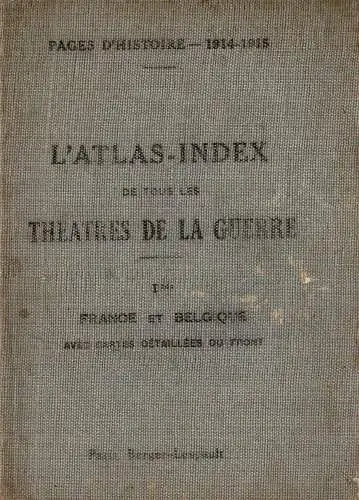 PAGES D'HISTOIRE — 1914-1915
L'ATLAS-INDEX
DE TOUS LES
THEATRES DE LA GUERRE
FRANCE ET BELGIQUE
AVEC CARTES DÉTAILLÉES DU FRONT
Paris, Berger-Levrault